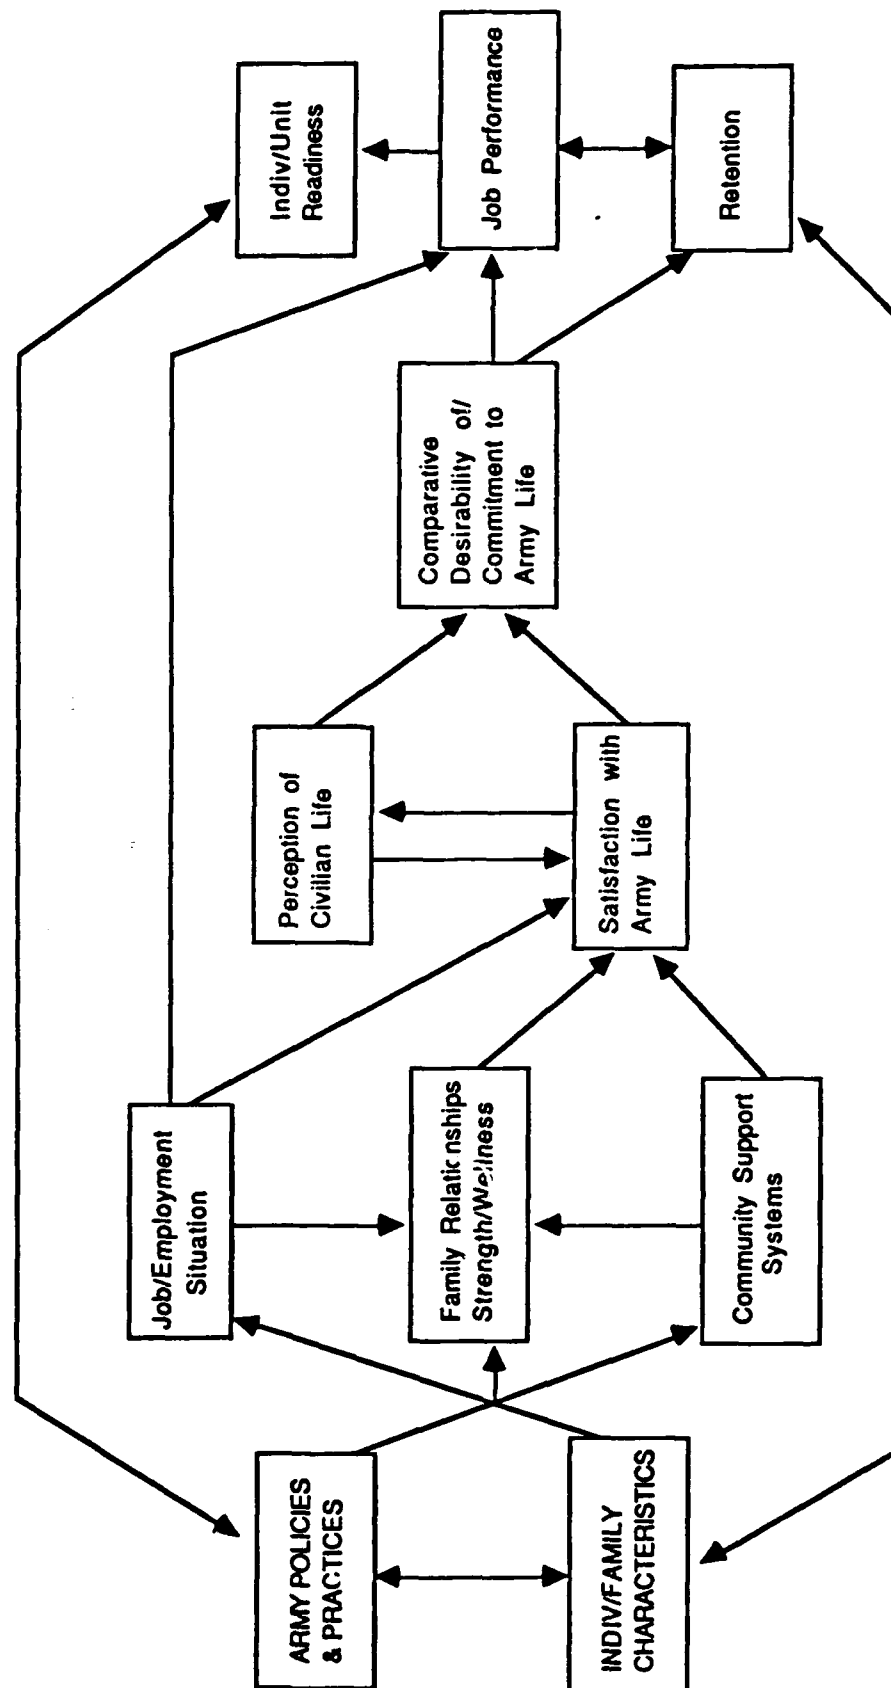 ARMY POLICIES
& PRACTICES
INDIV/FAMILY
CHARACTERISTICS
Job/Employment
Situation
Family Relationships
Strength/Wellness
Community Support
Systems
Perception of
Civilian Life
Satisfaction with
Army Life
Comparative
Desirability of/
Commitment to
Army Life
Indiv/Unit
Readiness
Job Performance
Retention